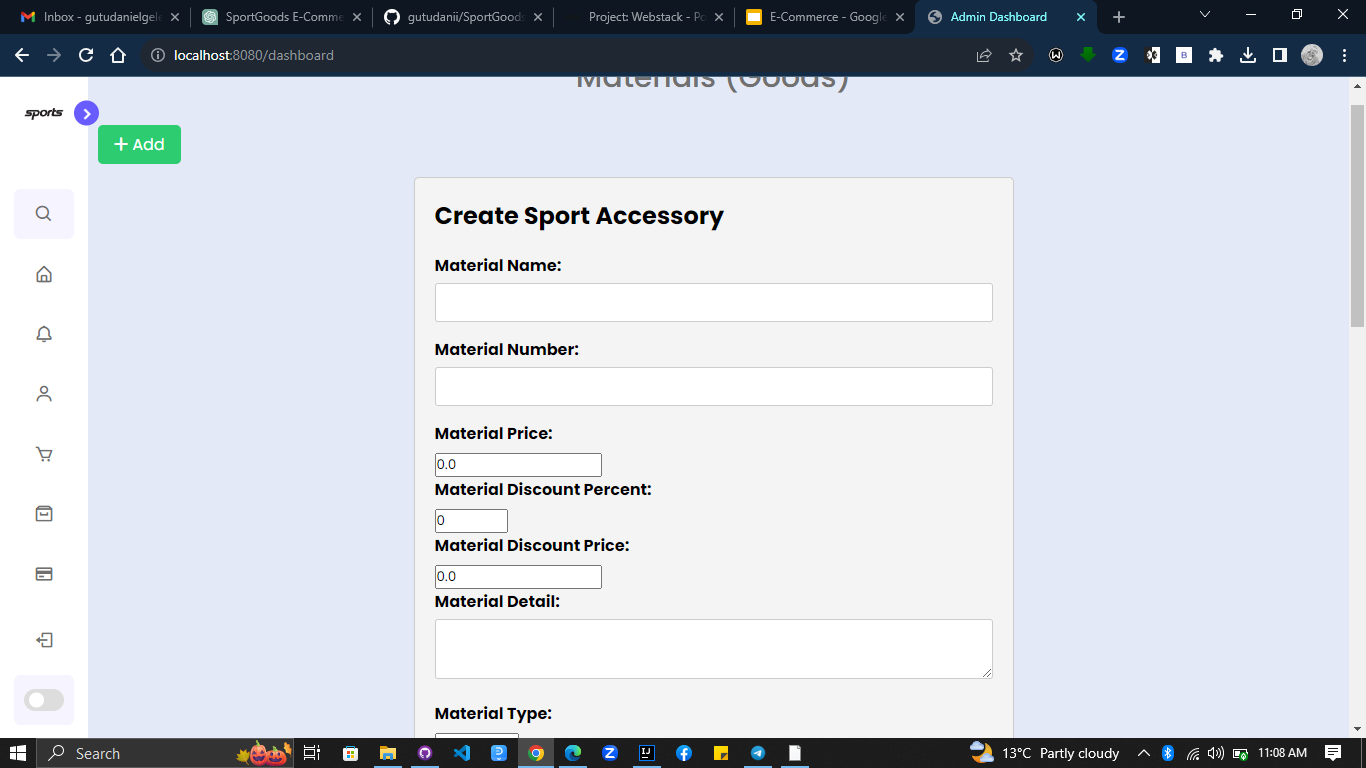 Inbox - gutudanielgele
SportGoods E-Comme
gutudanii/SportGoods
Project: Webstack - Po
E-Commerce - Google
Admin Dashboard
localhost:8080/dashboard
Materials (Goods)
sports
+ Add
Create Sport Accessory
Material Name:
Material Number:
Material Price:
0.0
Material Discount Percent:
0
Material Discount Price:
0.0
Material Detail:
Material Type:
Search
13°C Partly cloudy
11:08 AM